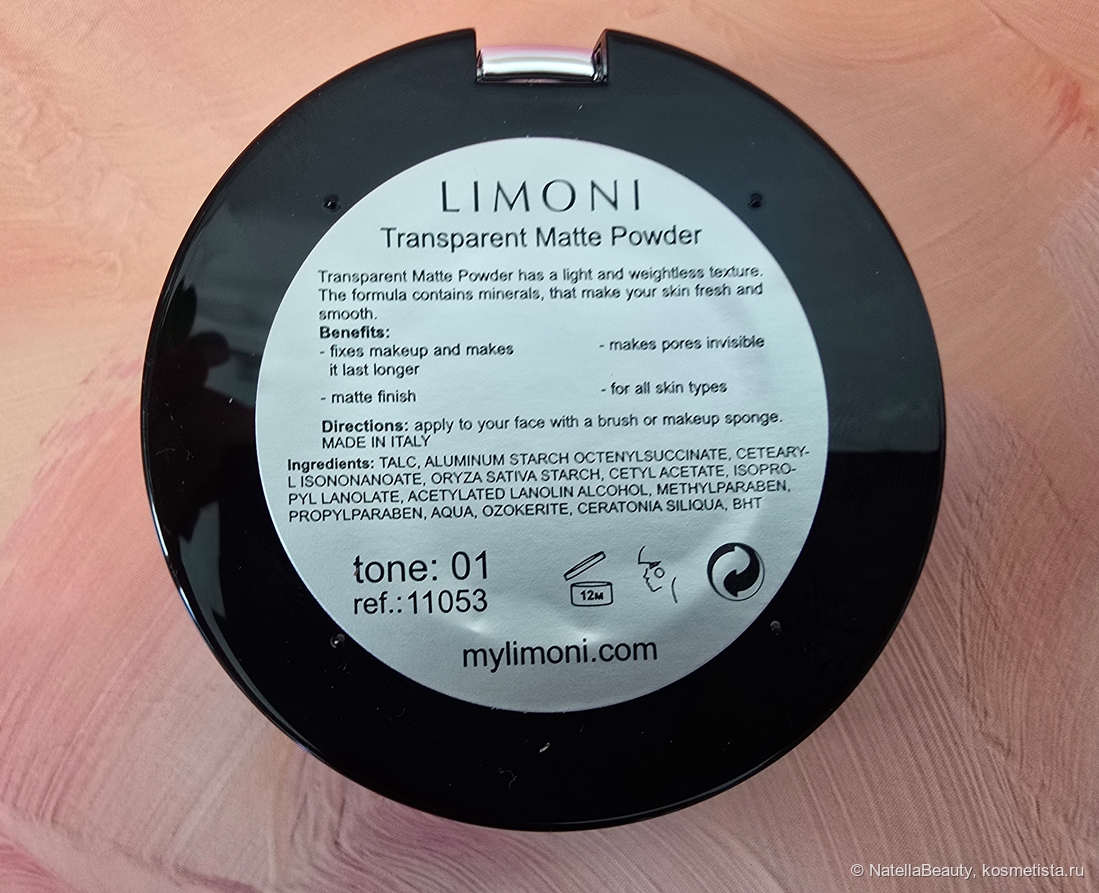 LIMONI
Transparent Matte Powder
Transparent Matte Powder has a light and weightless texture.
The formula contains minerals, that make your skin fresh and
smooth.
Benefits:
- fixes makeup and makes
it last longer
- makes pores invisible
- matte finish
- for all skin types
Directions: apply to your face with a brush or makeup sponge.
MADE IN ITALY
Ingredients: TALC, ALUMINUM STARCH OCTENYLSUCCINATE, CETEARY-
L ISONONANOATE, ORYZA SATIVA STARCH, CETYL ACETATE, ISOPRO-
PYL LANOLATE, ACETYLATED LANOLIN ALCOHOL, METHYLPARABEN,
PROPYLPARABEN, AQUA, OZOKERITE, CERATONIA SILIQUA, BHT
tone: 01
ref.:11053
12м
mylimoni.com
© NatellaBeauty, kosmetista.ru